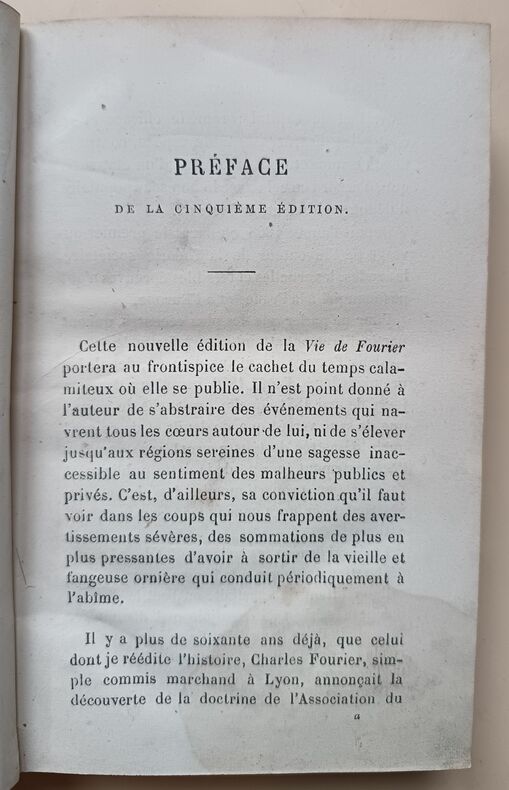 PRÉFACE
DE LA CINQUIÈME ÉDITION.
Cette nouvelle édition de la Vie de Fourier
portera au frontispice le cachet du temps cala-
miteux où elle se publie. Il n'est point donné à
l'auteur de s'abstraire des événements qui na-
vrent tous les cœurs autour de lui, ni de s'élever
jusqu'aux régions sereines d'une sagesse inac-
cessible au sentiment des malheurs publics et
privés. C'est, d'ailleurs, sa conviction qu'il faut
voir dans les coups qui nous frappent des aver-
tissements sévères, des sommations de plus en
plus pressantes d'avoir à sortir de la vieille et
fangeuse ornière qui conduit périodiquement à
l'abîme.
Il y a plus de soixante ans déjà, que celui
dont je réédite l'histoire, Charles Fourier, sim-
ple commis marchand à Lyon, annonçait la
découverte de la doctrine de l'Association du
a